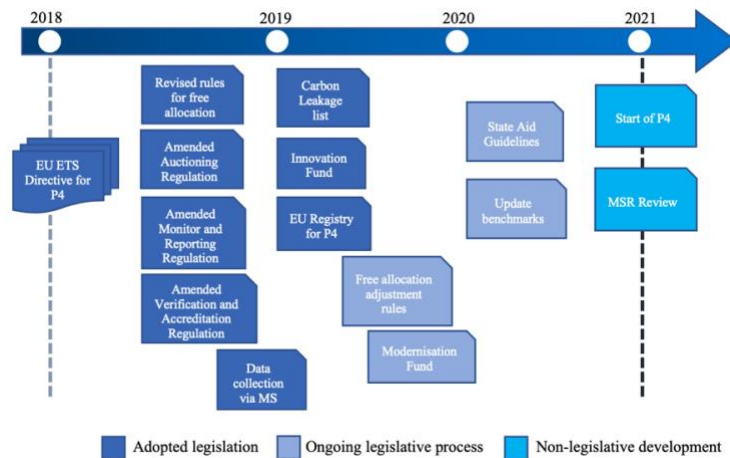 2018
2019
2020
2021
EU ETS
Directive for
P4
Revised rules
for free
allocation
Amended
Auctioning
Regulation
Amended
Monitor and
Reporting
Regulation
Amended
Verification and
Accreditation
Regulation
Data
collection
via MS
Carbon
Leakage
list
Innovation
Fund
EU Registry
for P4
Free allocation
adjustment
rules
Modernisation
Fund
State Aid
Guidelines
Update
benchmarks
Start of P4
MSR Review
Adopted legislation
Ongoing legislative process
Non-legislative development